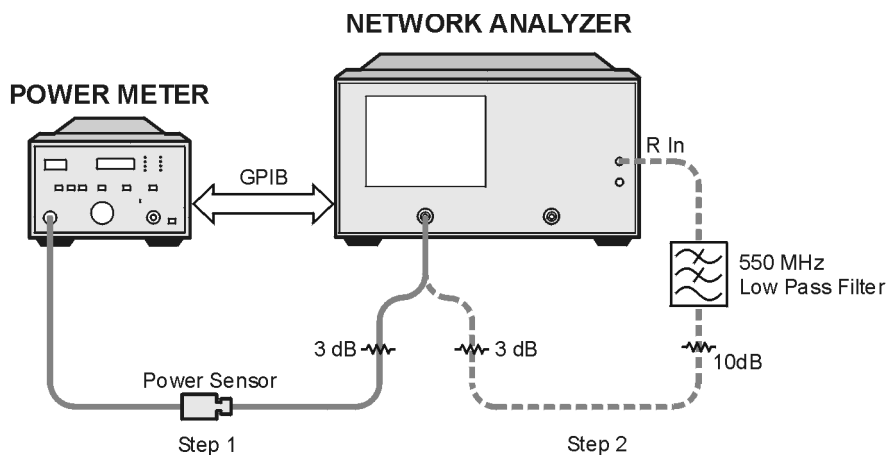 NETWORK ANALYZER
POWER METER
R In
GPIB
550 MHz
Low Pass Filter
3 dB
3 dB
10dB
Power Sensor
Step 1
Step 2